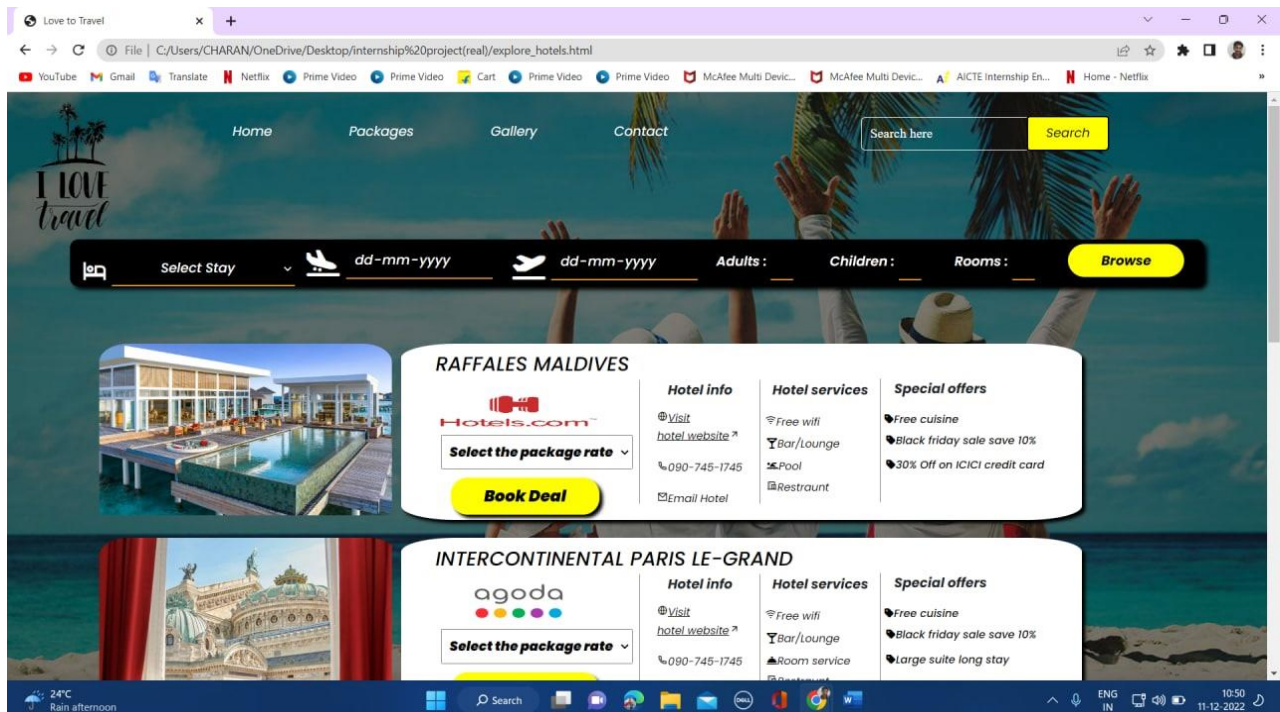 Love to Travel
File | C:/Users/CHARAN/OneDrive/Desktop/internship%20project(real)/explore_hotels.html
YouTube Gmail Translate Netflix Prime Video Prime Video Cart Prime Video Prime Video McAfee Multi Devic... McAfee Multi Devic... AICTE Internship En... Home - Netflix »
Home Packages Gallery Contact Search here Search
I LOVE
travel
Select Stay dd-mm-yyyy dd-mm-yyyy Adults : Children : Rooms : Browse
RAFFALES MALDIVES
Hotels.com™
Select the package rate
Book Deal
Hotel info
Visit
hotel website
090-745-1745
Email Hotel
Hotel services
Free wifi
Bar/Lounge
Pool
Restraunt
Special offers
Free cuisine
Black friday sale save 10%
30% Off on ICICI credit card
INTERCONTINENTAL PARIS LE-GRAND
agoda
Select the package rate
Hotel info
Visit
hotel website
090-745-1745
Hotel services
Free wifi
Bar/Lounge
Room service
Restraunt
Special offers
Free cuisine
Black friday sale save 10%
Large suite long stay
24°C
Rain afternoon
Search
DELL
W
ENG
IN
10:50
11-12-2022